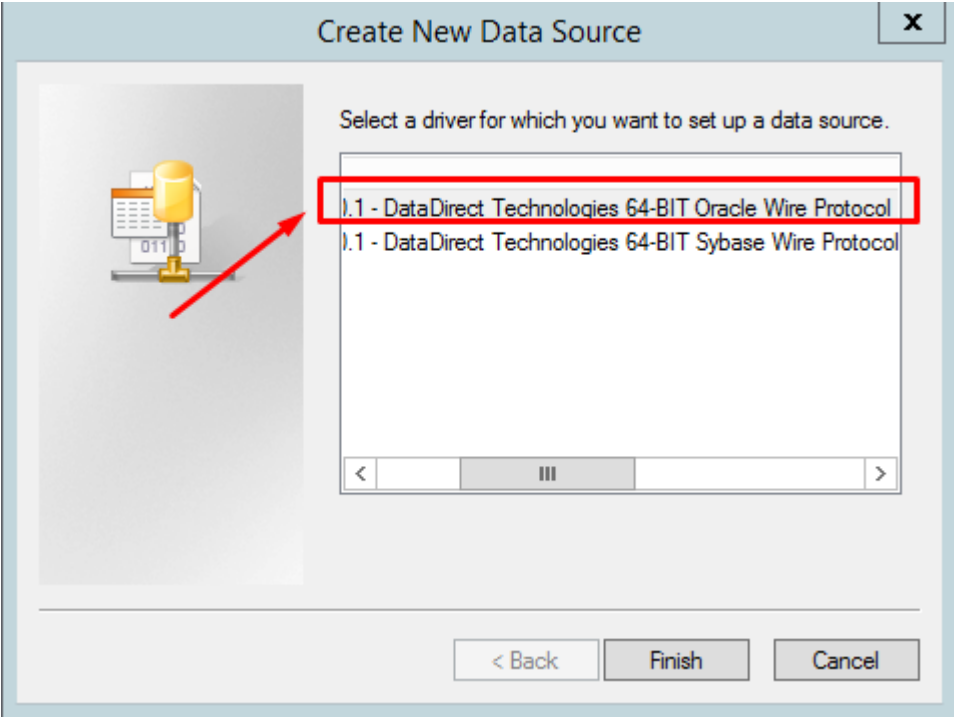 Create New Data Source
x
Select a driver for which you want to set up a data source.
).1 - DataDirect Technologies 64-BIT Oracle Wire Protocol
).1 - DataDirect Technologies 64-BIT Sybase Wire Protocol
< III >
< Back Finish Cancel